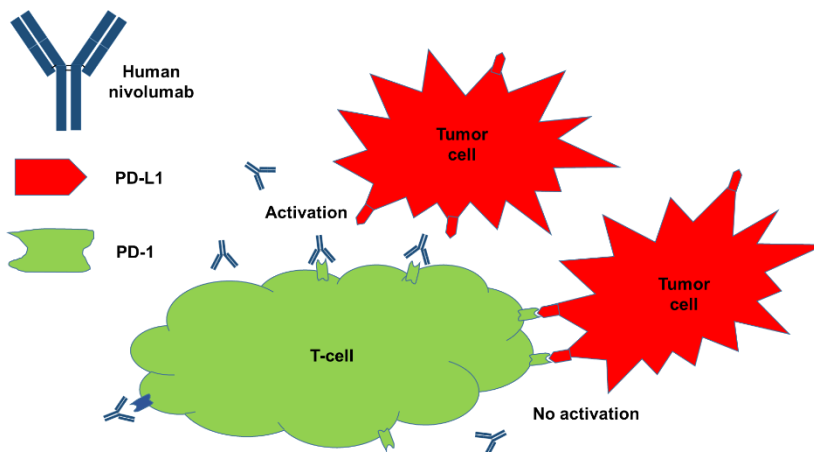 Human
nivolumab
PD-L1
PD-1
Tumor
cell
Activation
Tumor
cell
T-cell
No activation